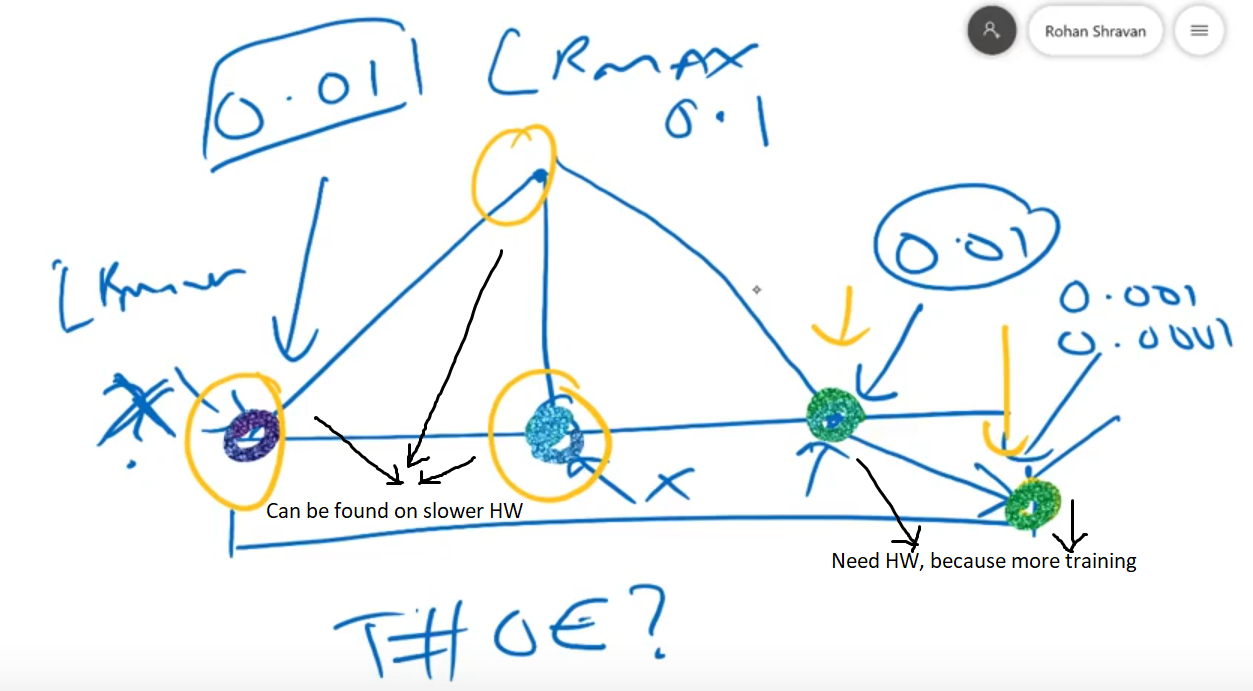 Rohan Shravan
0.01
LRMAX
0.1
0.01
LRmin
0.001
0.0001
X
Can be found on slower HW
Need HW, because more training
T#OE?